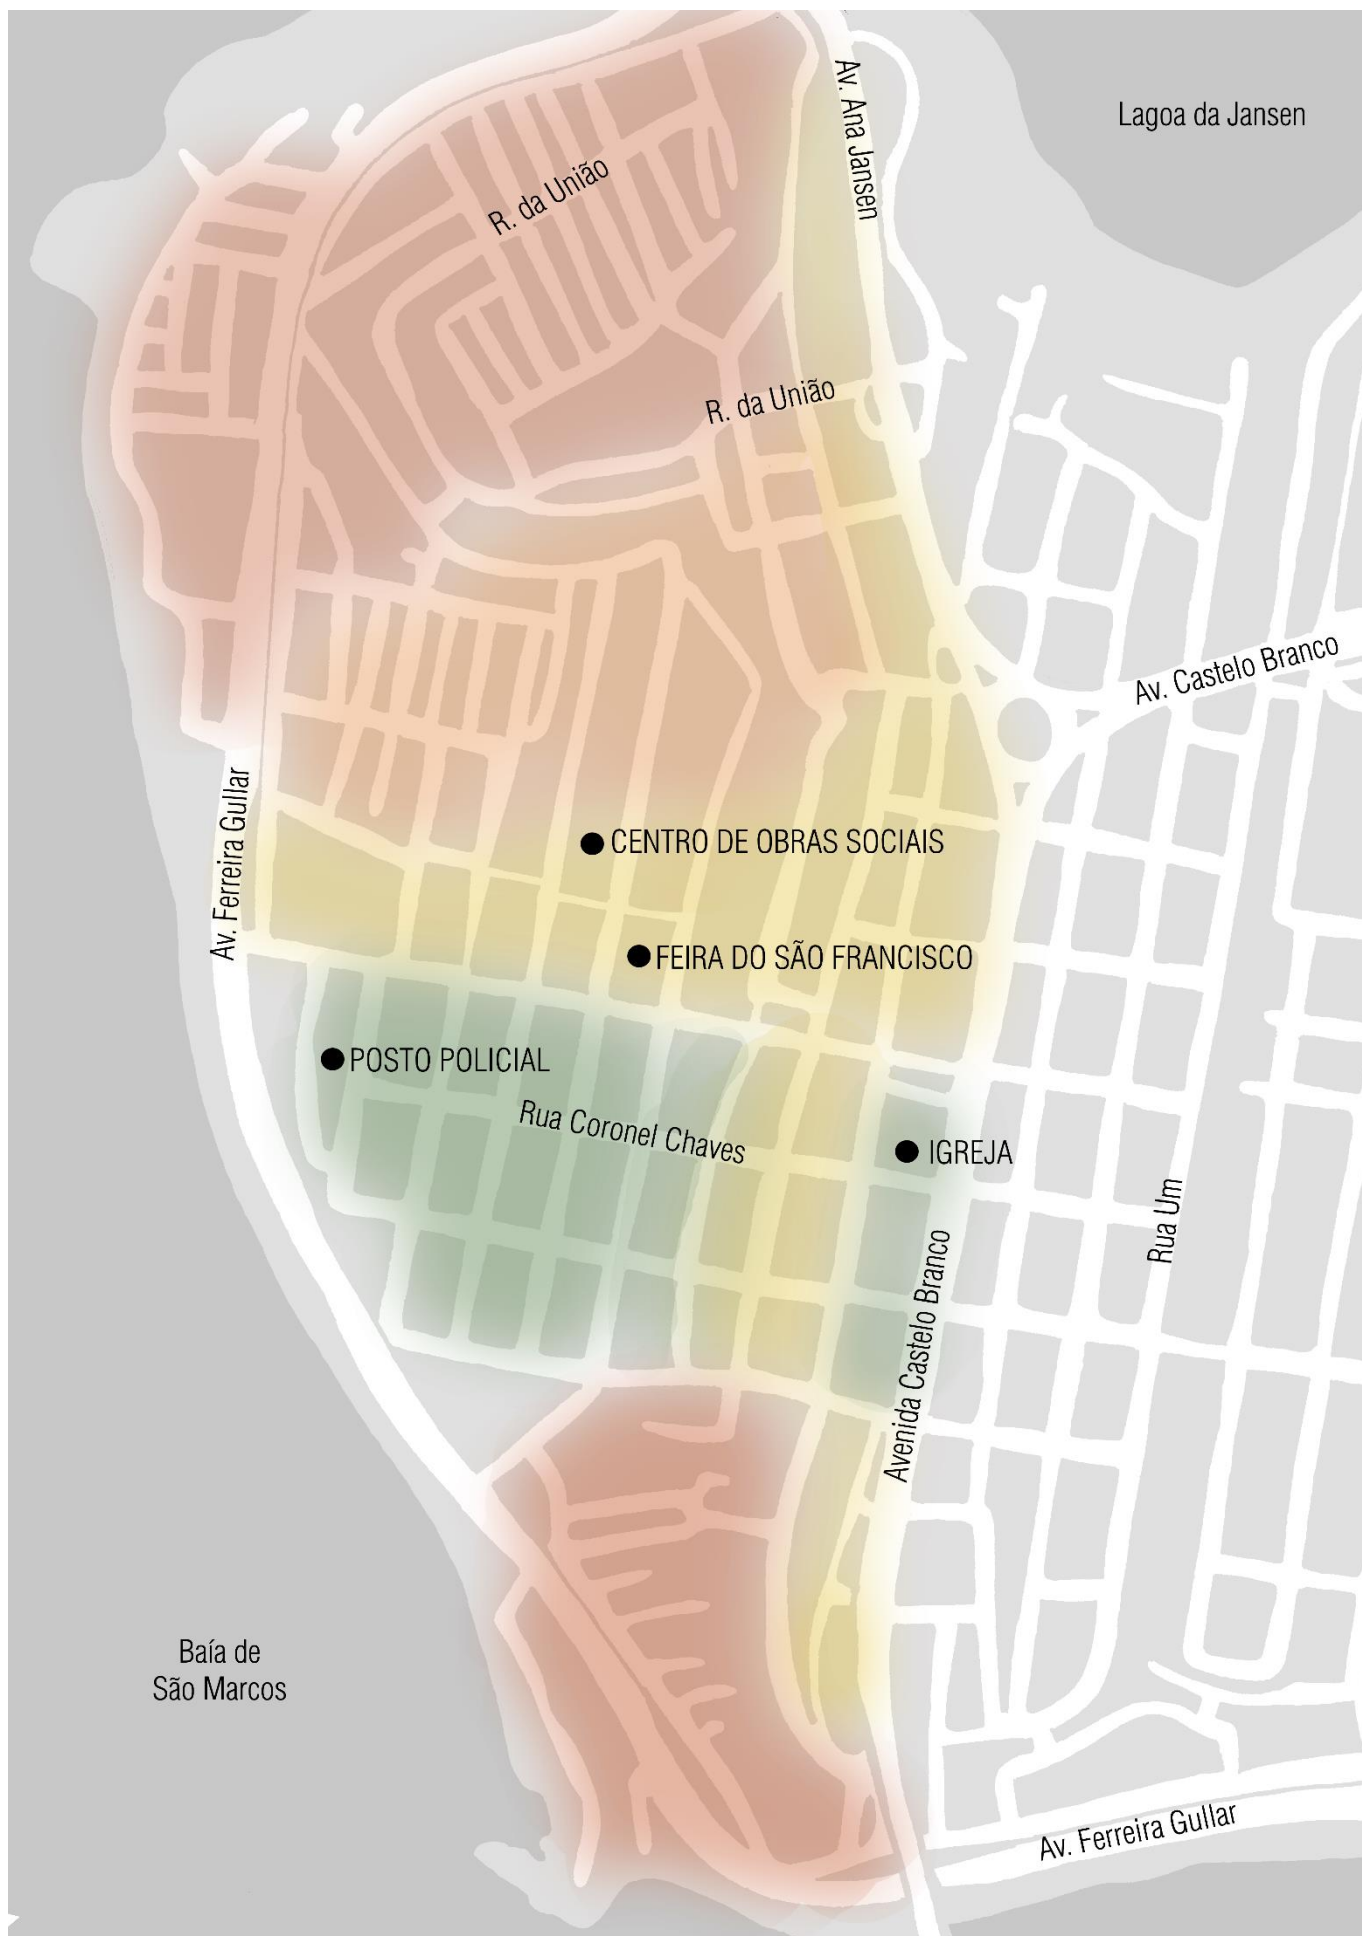 Av. Ana Jansen
Lagoa da Jansen
R. da União
R. da União
Av. Castelo Branco
Av. Ferreira Gullar
CENTRO DE OBRAS SOCIAIS
FEIRA DO SÃO FRANCISCO
POSTO POLICIAL
Rua Coronel Chaves
IGREJA
Rua Um
Avenida Castelo Branco
Baía de
São Marcos
Av. Ferreira Gullar